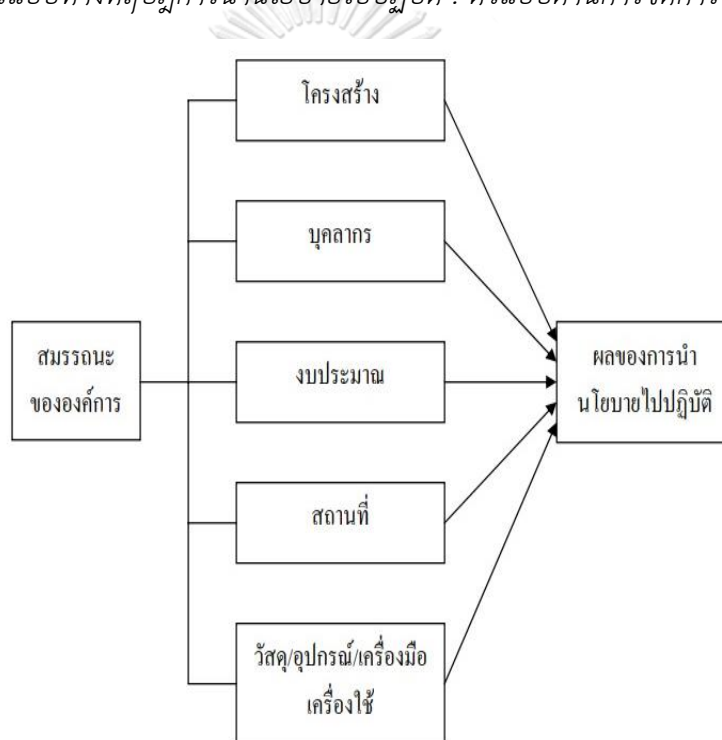 โครงสร้าง
บุคลากร
สมรรถนะ
ขององค์การ
งบประมาณ
ผลของการนำ
นโยบายไปปฏิบัติ
สถานที่
วัสดุ/อุปกรณ์/เครื่องมือ
เครื่องใช้